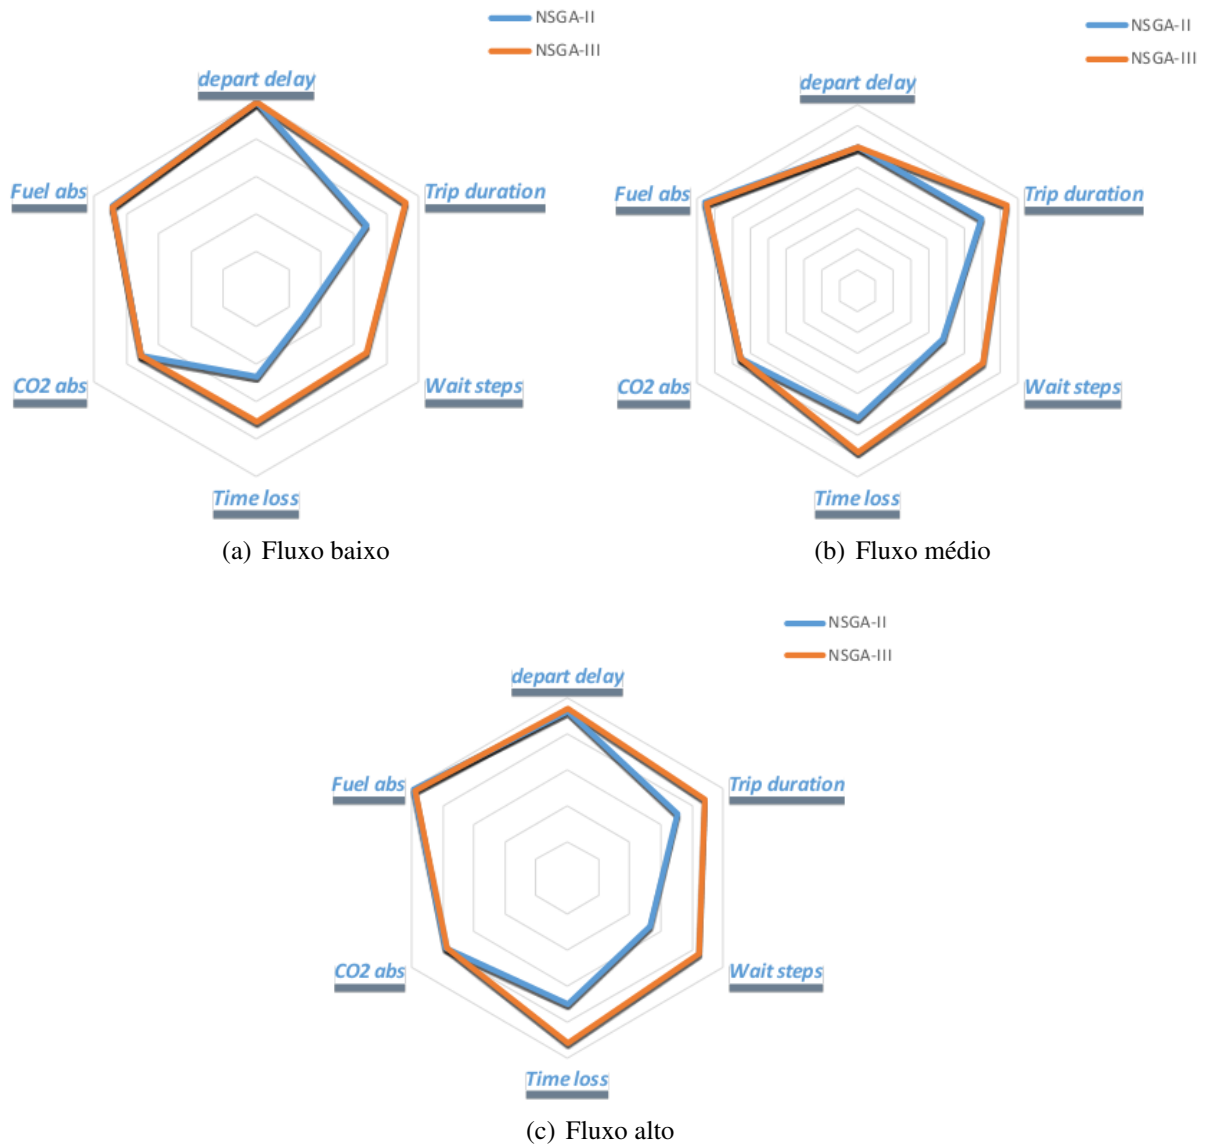 NSGA-II
NSGA-III
depart delay
Fuel abs
Trip duration
CO2 abs
Wait steps
Time loss
(a) Fluxo baixo
NSGA-II
NSGA-III
depart delay
Fuel abs
Trip duration
CO2 abs
Wait steps
Time loss
(b) Fluxo médio
NSGA-II
NSGA-III
depart delay
Fuel abs
Trip duration
CO2 abs
Wait steps
Time loss
(c) Fluxo alto